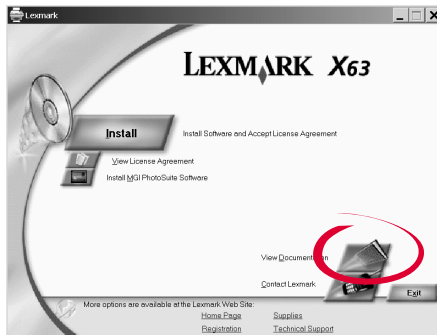 Lexmark
LEXMARK X63
Install
Install Software and Accept License Agreement
View License Agreement
Install MGI PhotoSuite Software
View Documentation
Contact Lexmark
Exit
More options are available at the Lexmark Web Site:
Home Page Supplies
Registration Technical Support